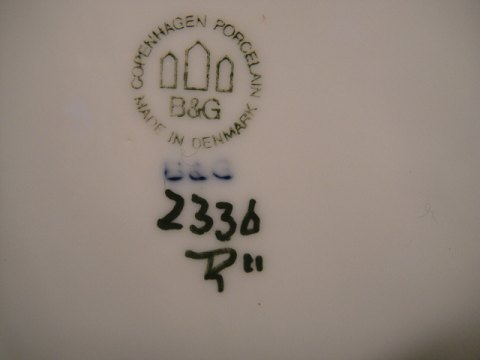 COPENHAGEN PORCELAIN
B&G
MADE IN DENMARK
B&G
2336
R"